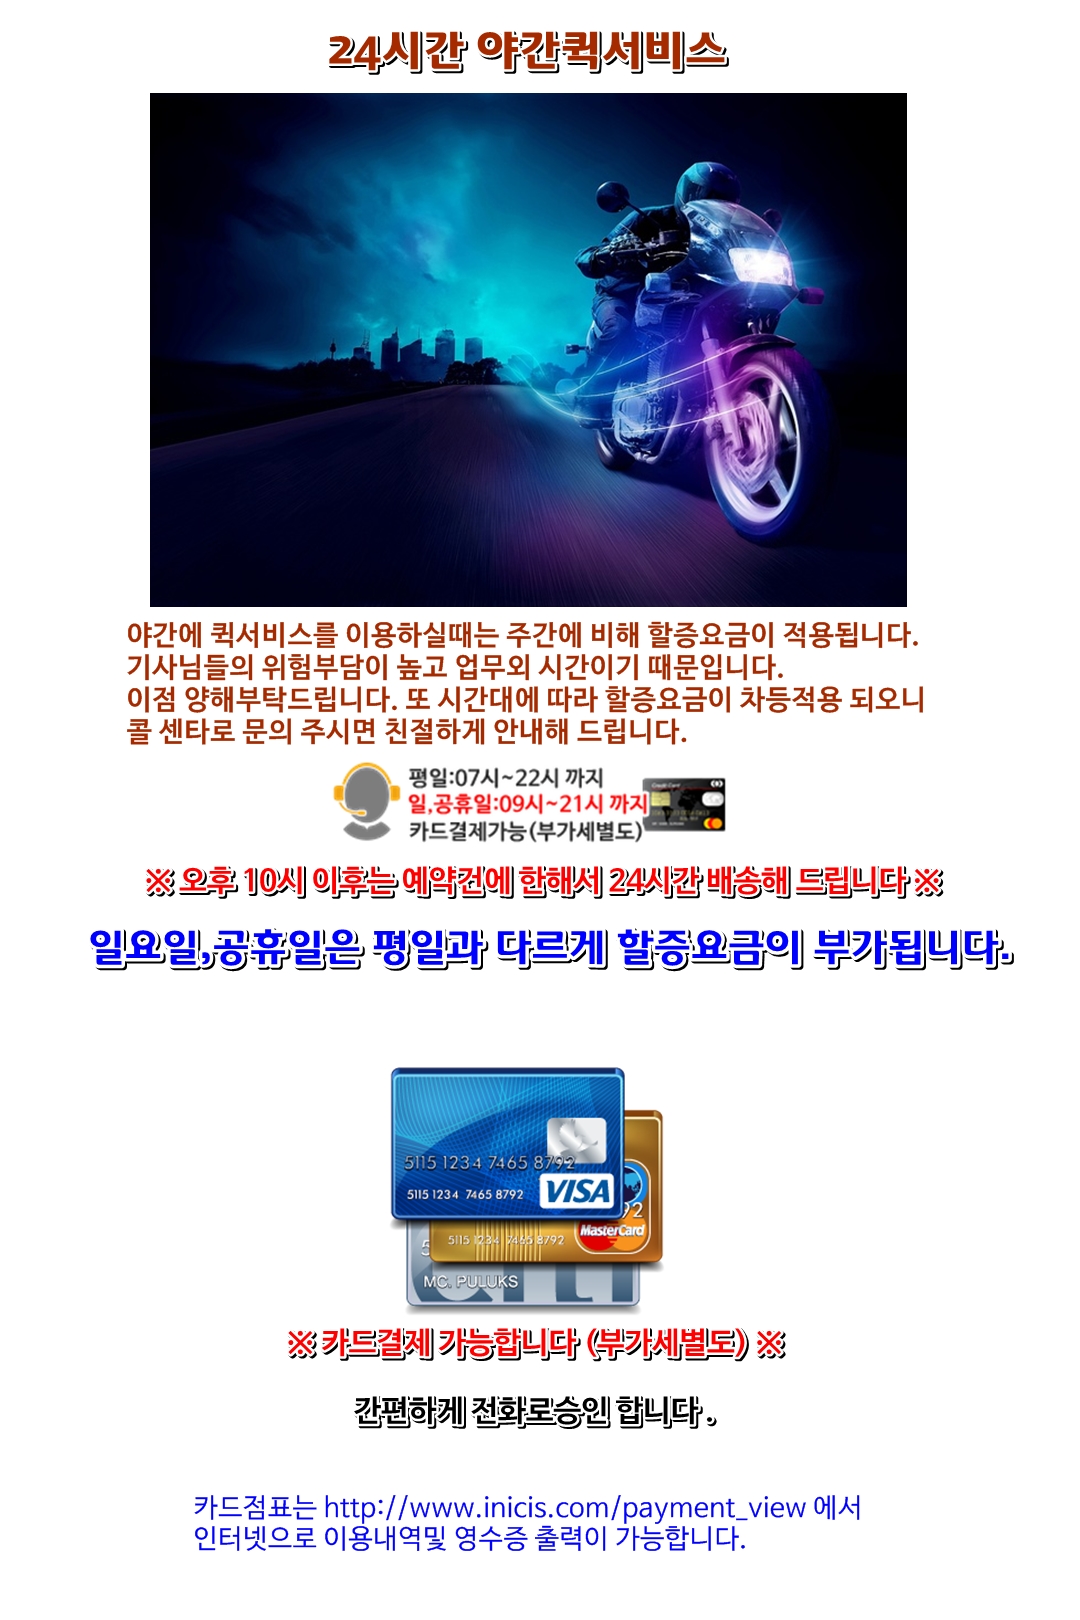 24시간 야간퀵서비스
야간에 퀵서비스를 이용하실때는 주간에 비해 할증요금이 적용됩니다.
기사님들의 위험부담이 높고 업무외 시간이기 때문입니다.
이점 양해부탁드립니다. 또 시간대에 따라 할증요금이 차등적용 되오니
콜 센타로 문의 주시면 친절하게 안내해 드립니다.
평일:07시~22시 까지
일,공휴일:09시~21시 까지
카드결제가능(부가세별도)
Credit Card
※ 오후 10시 이후는 예약건에 한해서 24시간 배송해 드립니다 ※
일요일,공휴일은 평일과 다르게 할증요금이 부가됩니다.
5115 1234 7465 8792
5115 1234 7465 8792
VISA
92
MasterCard
5115 1234 7465 8792
5
MC. PULUKS
citi
※ 카드결제 가능합니다 (부가세별도) ※
간편하게 전화로승인 합니다 .
카드점표는 http://www.inicis.com/payment_view 에서
인터넷으로 이용내역및 영수증 출력이 가능합니다.